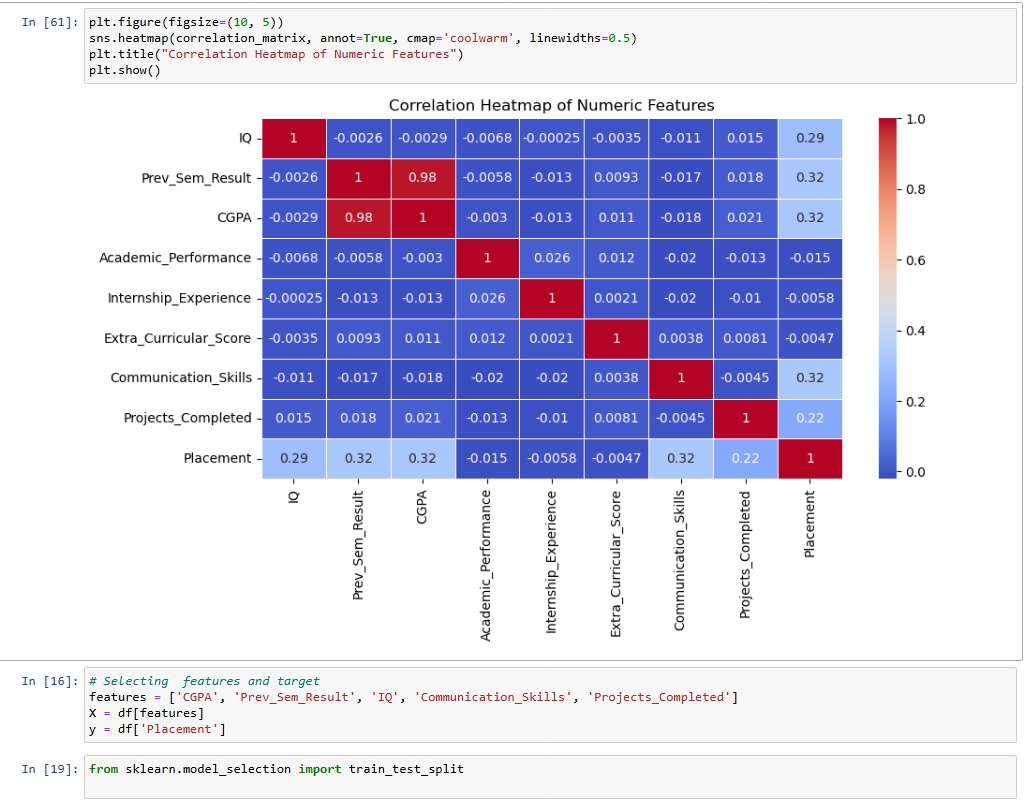 In [61]: plt.figure(figsize=(10, 5))
sns.heatmap(correlation_matrix, annot=True, cmap='coolwarm', linewidths=0.5)
plt.title("Correlation Heatmap of Numeric Features")
plt.show()
Correlation Heatmap of Numeric Features
IQ 1 -0.0026 -0.0029 -0.0068 -0.00025 -0.0035 -0.011 0.015 0.29
Prev_Sem_Result -0.0026 1 0.98 -0.0058 -0.013 0.0093 -0.017 0.018 0.32
CGPA -0.0029 0.98 1 -0.003 -0.013 0.011 -0.018 0.021 0.32
Academic_Performance -0.0068 -0.0058 -0.003 1 0.026 0.012 -0.02 -0.013 -0.015
Internship_Experience -0.00025 -0.013 -0.013 0.026 1 0.0021 -0.02 -0.01 -0.0058
Extra_Curricular_Score -0.0035 0.0093 0.011 0.012 0.0021 1 0.0038 0.0081 -0.0047
Communication_Skills -0.011 -0.017 -0.018 -0.02 -0.02 0.0038 1 -0.0045 0.32
Projects_Completed 0.015 0.018 0.021 -0.013 -0.01 0.0081 -0.0045 1 0.22
Placement 0.29 0.32 0.32 -0.015 -0.0058 -0.0047 0.32 0.22 1
IQ
Prev_Sem_Result
CGPA
Academic_Performance
Internship_Experience
Extra_Curricular_Score
Communication_Skills
Projects_Completed
Placement
1.0
0.8
0.6
0.4
0.2
0.0
In [16]: # Selecting  features and target
features = ['CGPA', 'Prev_Sem_Result', 'IQ', 'Communication_Skills', 'Projects_Completed']
X = df[features]
y = df['Placement']
In [19]: from sklearn.model_selection import train_test_split